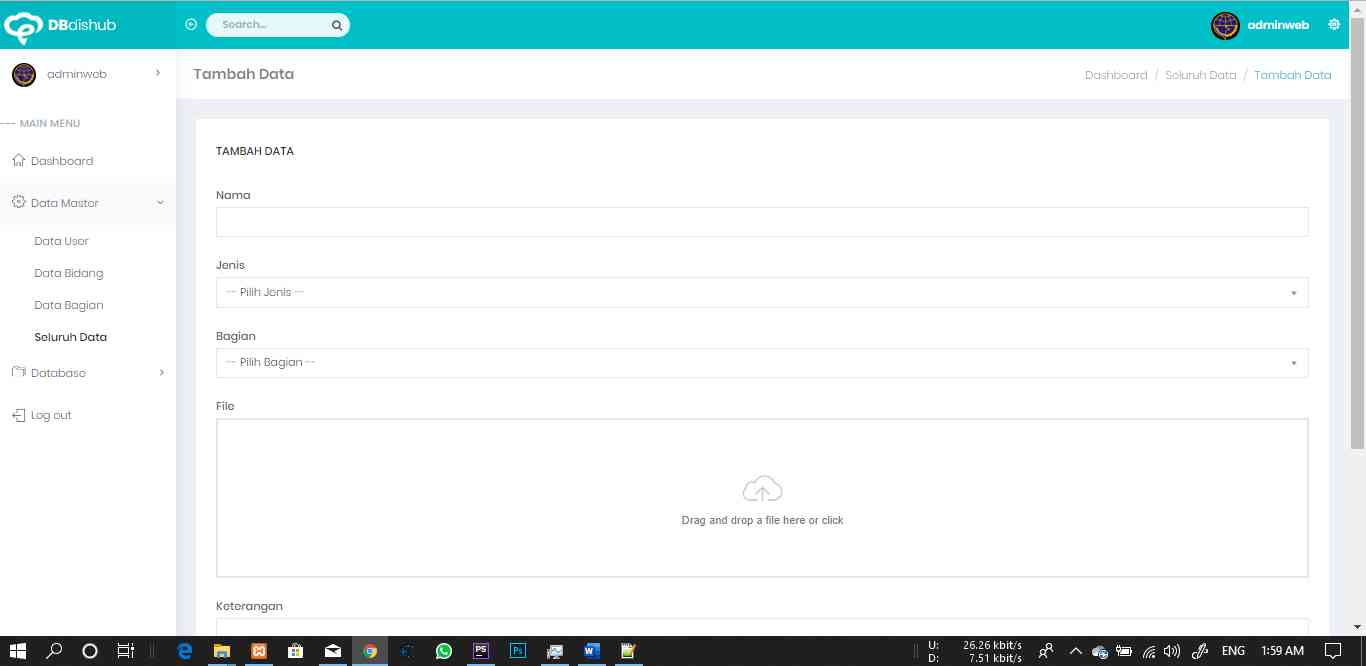 DBdishub
Search...
adminweb
adminweb
Tambah Data
Dashboard / Seluruh Data / Tambah Data
--- MAIN MENU
Dashboard
Data Master
Data User
Data Bidang
Data Bagian
Seluruh Data
Database
Log out
TAMBAH DATA
Nama
Jenis
-- Pilih Jenis --
Bagian
-- Pilih Bagian --
File
Drag and drop a file here or click
Keterangan
U: 26.26 kbit/s
D: 7.51 kbit/s
ENG
1:59 AM